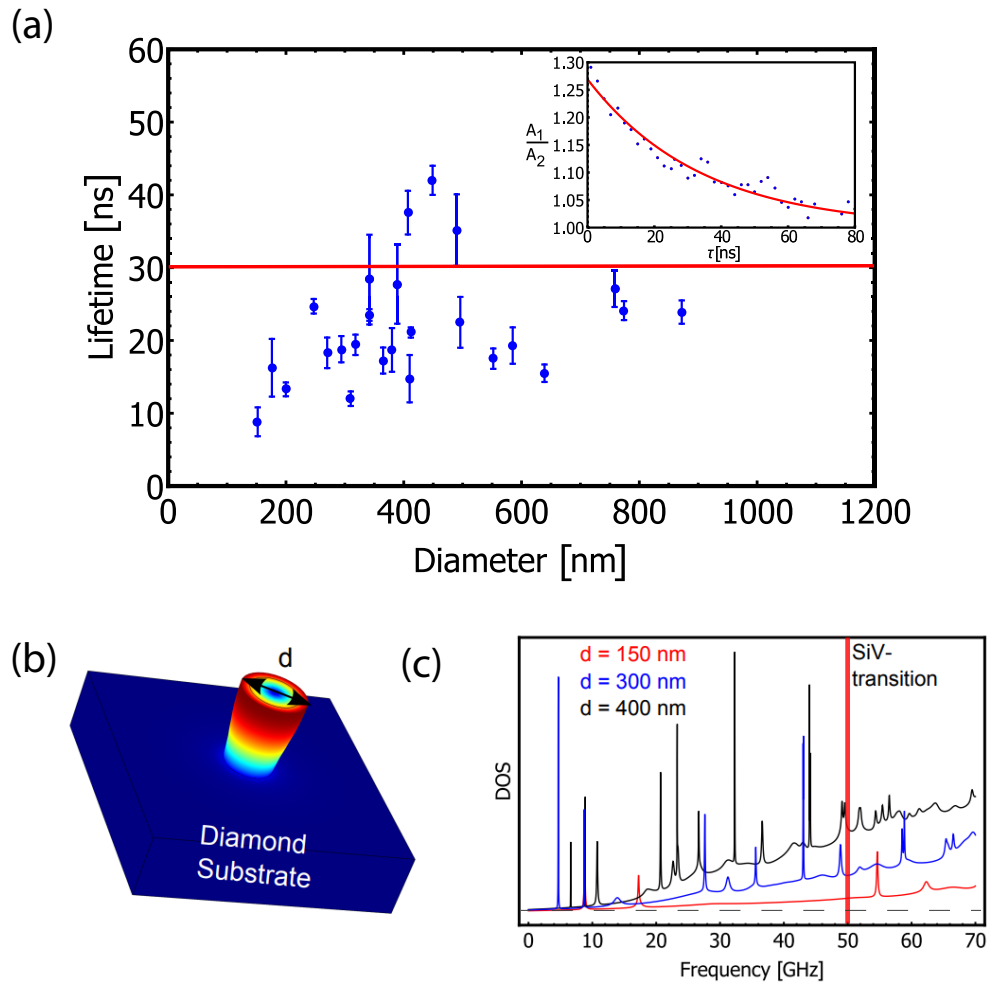 (a)
60
50
40
30
20
10
0
Lifetime [ns]
0 200 400 600 800 1000 1200
Diameter [nm]
1.30
1.25
1.20
1.15
1.10
1.05
1.00
A1
A2
0 20 40 60 80
τ[ns]
(b)
d
Diamond
Substrate
(c)
d = 150 nm
d = 300 nm
d = 400 nm
SiV-
transition
DOS
0 10 20 30 40 50 60 70
Frequency [GHz]